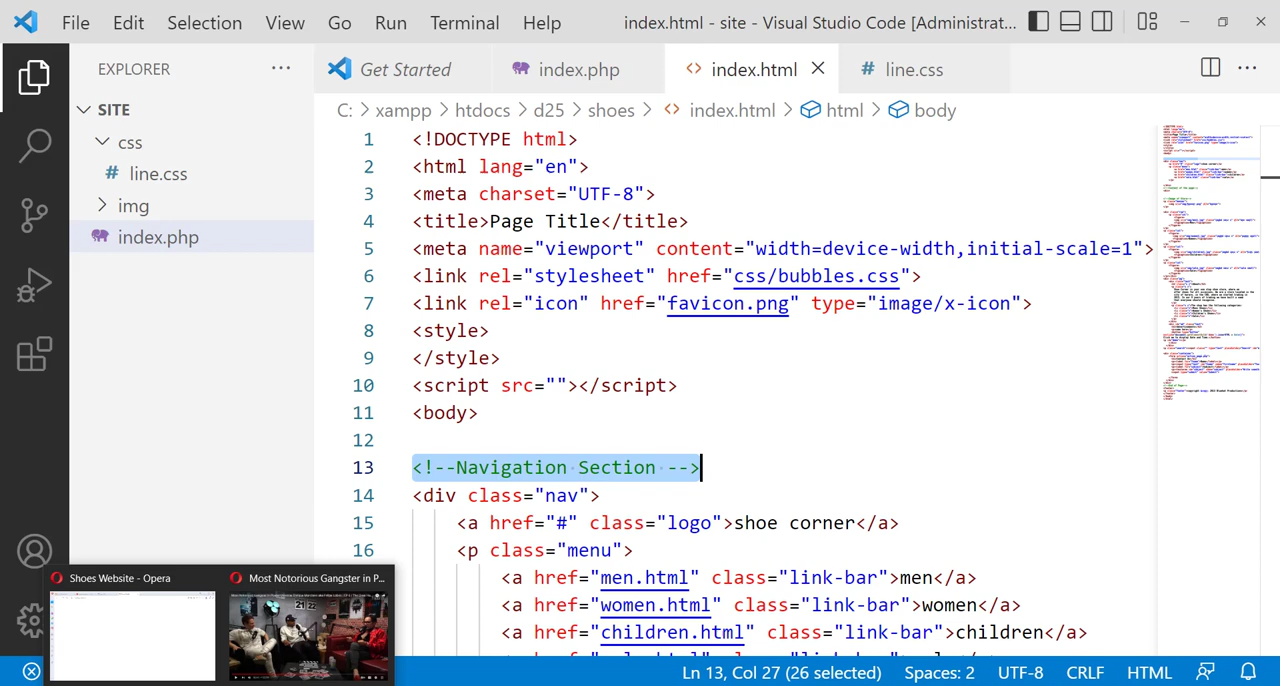 File Edit Selection View Go Run Terminal Help index.html - site - Visual Studio Code [Administrat...
EXPLORER
SITE
css
# line.css
img
index.php
Get Started index.php <> index.html # line.css
C: > xampp > htdocs > d25 > shoes > <> index.html > html > body
1 <!DOCTYPE html>
2 <html lang="en">
3 <meta charset="UTF-8">
4 <title>Page Title</title>
5 <meta name="viewport" content="width=device-width,initial-scale=1">
6 <link rel="stylesheet" href="css/bubbles.css">
7 <link rel="icon" href="favicon.png" type="image/x-icon">
8 <style>
9 </style>
10 <script src=""></script>
11 <body>
12
13 <!--Navigation Section -->
14 <div class="nav">
15 <a href="#" class="logo">shoe corner</a>
16 <p class="menu">
<a href="men.html" class="link-bar">men</a>
<a href="women.html" class="link-bar">women</a>
<a href="children.html" class="link-bar">children</a>
Shoes Website - Opera
Most Notorious Gangster in P...
Ln 13, Col 27 (26 selected) Spaces: 2 UTF-8 CRLF HTML